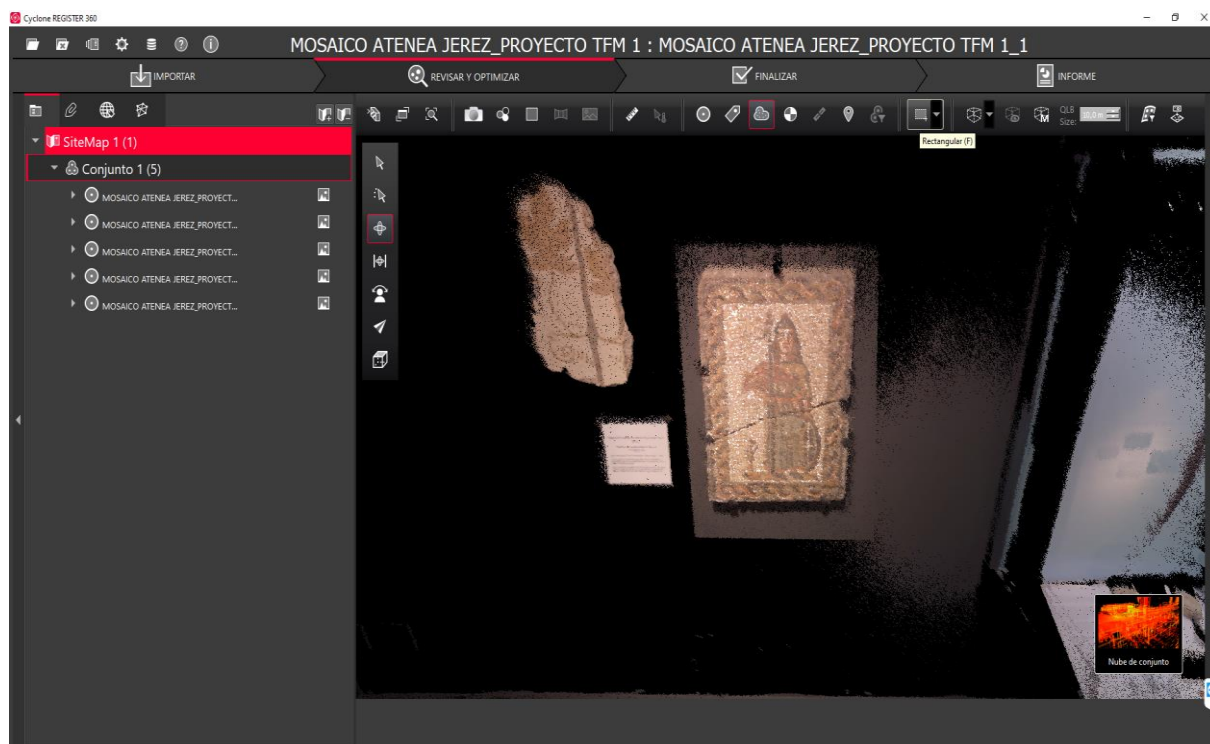 Cyclone REGISTER 360
MOSAICO ATENEA JEREZ_PROYECTO TFM 1 : MOSAICO ATENEA JEREZ_PROYECTO TFM 1_1
IMPORTAR
REVISAR Y OPTIMIZAR
FINALIZAR
INFORME
QLB
Size:
Rectangular (F)
SiteMap 1 (1)
Conjunto 1 (5)
MOSAICO ATENEA JEREZ_PROYECT...
MOSAICO ATENEA JEREZ_PROYECT...
MOSAICO ATENEA JEREZ_PROYECT...
MOSAICO ATENEA JEREZ_PROYECT...
MOSAICO ATENEA JEREZ_PROYECT...
Nube de conjunto